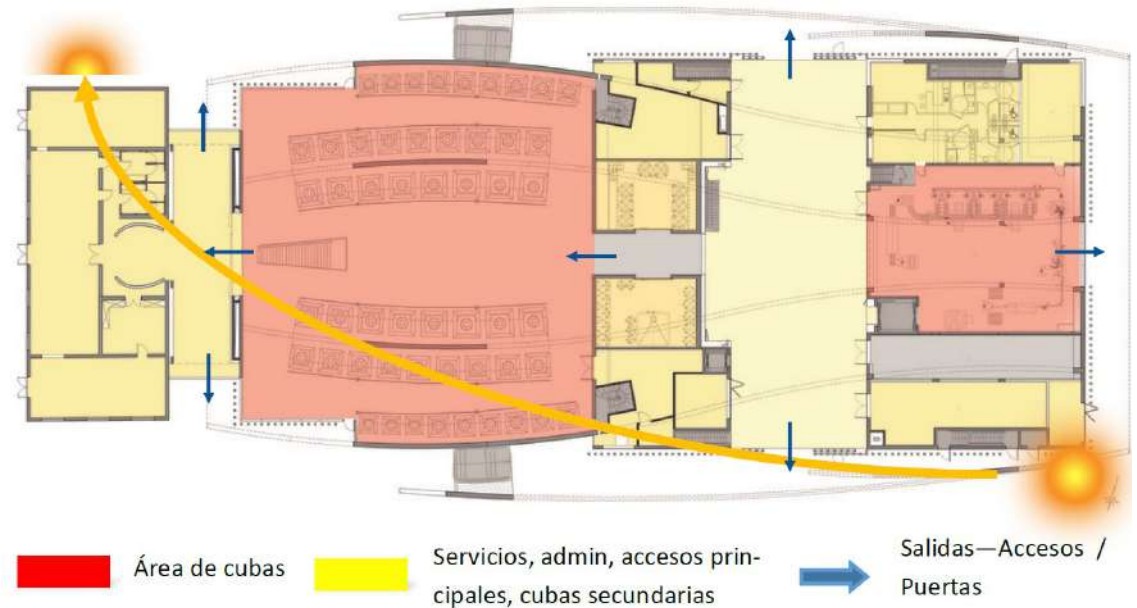 Área de cubas
Servicios, admin, accesos prin-
cipales, cubas secundarias
Salidas—Accesos /
Puertas